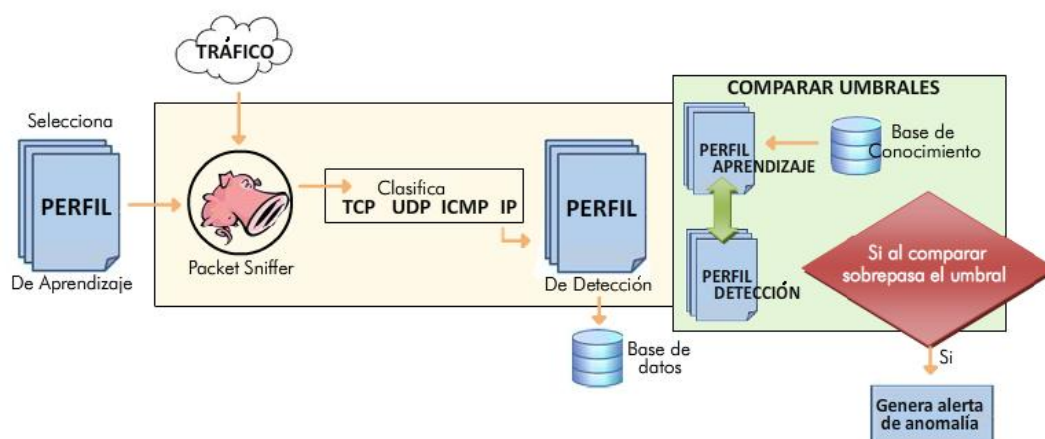 TRÁFICO
Selecciona
PERFIL
De Aprendizaje
Packet Sniffer
Clasifica
TCP UDP ICMP IP
PERFIL
De Detección
Base de
datos
COMPARAR UMBRALES
PERFIL
APRENDIZAJE
Base de
Conocimiento
PERFIL
DETECCIÓN
Si al comparar
sobrepasa el umbral
Si
Genera alerta
de anomalía